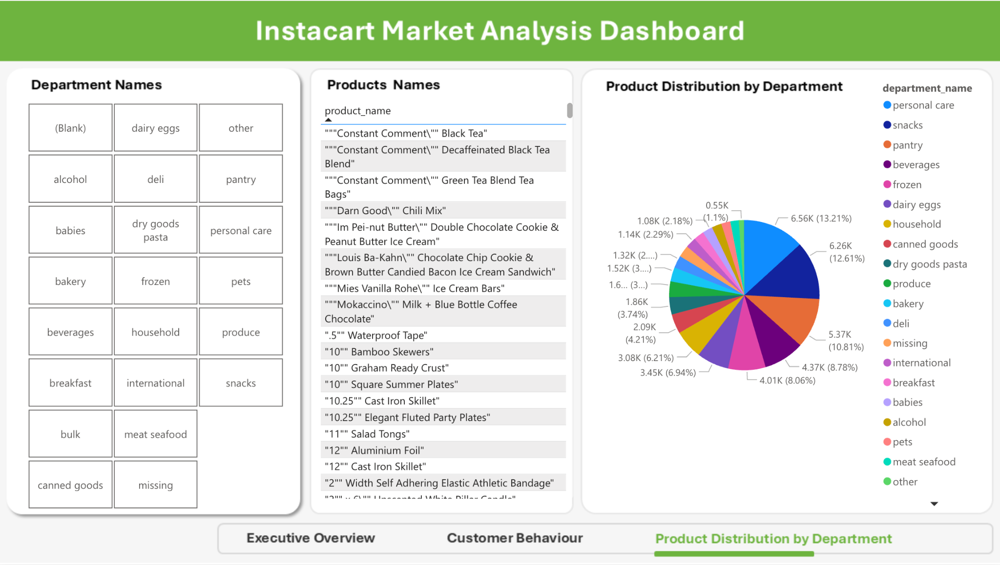 Instacart Market Analysis Dashboard
Department Names
(Blank)
dairy eggs
other
alcohol
deli
pantry
babies
dry goods
pasta
personal care
bakery
frozen
pets
beverages
household
produce
breakfast
international
snacks
bulk
meat seafood
canned goods
missing
Products Names
product_name
"""Constant Comment\"" Black Tea"
"""Constant Comment\"" Decaffeinated Black Tea
Blend"
"""Constant Comment\"" Green Tea Blend Tea
Bags"
"""Darn Good\"" Chili Mix"
"""Im Pei-nut Butter\"" Double Chocolate Cookie &
Peanut Butter Ice Cream"
"""Louis Ba-Kahn\"" Chocolate Chip Cookie &
Brown Butter Candied Bacon Ice Cream Sandwich"
"""Mies Vanilla Rohe\"" Ice Cream Bars"
"""Mokaccino\"" Milk + Blue Bottle Coffee
Chocolate"
".5"" Waterproof Tape"
"10"" Bamboo Skewers"
"10"" Graham Ready Crust"
"10"" Square Summer Plates"
"10.25"" Cast Iron Skillet"
"10.25"" Elegant Fluted Party Plates"
"11"" Salad Tongs"
"12"" Aluminium Foil"
"12"" Cast Iron Skillet"
"2"" Width Self Adhering Elastic Athletic Bandage"
Product Distribution by Department
0.55K
(1.1%)
1.08K (2.18%)
1.14K (2.29%)
1.32K (2....)
1.52K (3....)
1.6... (3...)
1.86K
(3.74%)
2.09K
(4.21%)
3.08K (6.21%)
3.45K (6.94%)
6.56K (13.21%)
6.26K
(12.61%)
5.37K
(10.81%)
4.37K (8.78%)
4.01K (8.06%)
department_name
personal care
snacks
pantry
beverages
frozen
dairy eggs
household
canned goods
dry goods pasta
produce
bakery
deli
missing
international
breakfast
babies
alcohol
pets
meat seafood
other
Executive Overview
Customer Behaviour
Product Distribution by Department